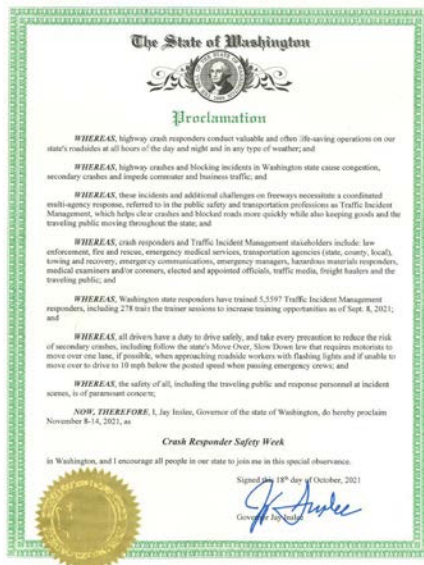 The State of Washington
Proclamation
WHEREAS, highway crash responders conduct valuable and often life-saving operations on our
state's roadsides at all hours of the day and night and in any type of weather; and
WHEREAS, highway crashes and blocking incidents in Washington state cause congestion,
secondary crashes and impede commuter and business traffic; and
WHEREAS, these incidents and additional challenges on freeways necessitate a coordinated
multi-agency response, referred to in the public safety and transportation professions as Traffic Incident
Management, which helps clear crashes and blocked roads more quickly while also keeping goods and the
traveling public moving throughout the state; and
WHEREAS, crash responders and Traffic Incident Management stakeholders include: law
enforcement, fire and rescue, emergency medical services, transportation agencies (state, county, local),
towing and recovery, emergency communications, emergency managers, hazardous materials responders,
medical examiners and/or coroners, elected and appointed officials, traffic media, freight haulers and the
traveling public; and
WHEREAS, Washington state responders have trained 5,5597 Traffic Incident Management
responders, including 278 train the trainer sessions to increase training opportunities as of Sept. 8, 2021;
and
WHEREAS, all drivers have a duty to drive safely, and take every precaution to reduce the risk
of secondary crashes, including follow the state's Move Over, Slow Down law that requires motorists to
move over one lane, if possible, when approaching roadside workers with flashing lights and if unable to
move over to drive to 10 mph below the posted speed when passing emergency crews; and
WHEREAS, the safety of all, including the traveling public and response personnel at incident
scenes, is of paramount concern;
NOW, THEREFORE, I, Jay Inslee, Governor of the state of Washington, do hereby proclaim
November 8-14, 2021, as
Crash Responder Safety Week
in Washington, and I encourage all people in our state to join me in this special observance.
Signed this 18th day of October, 2021
Governor Jay Inslee